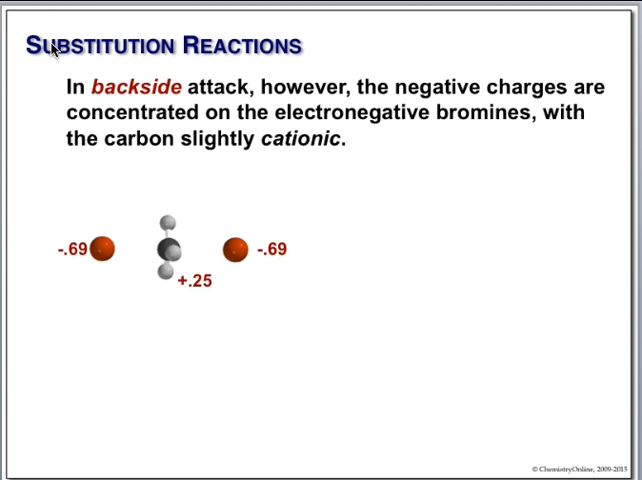 SUBSTITUTION REACTIONS
In backside attack, however, the negative charges are
concentrated on the electronegative bromines, with
the carbon slightly cationic.
-.69
-.69
+.25
© ChemistryOnline, 2009-2015